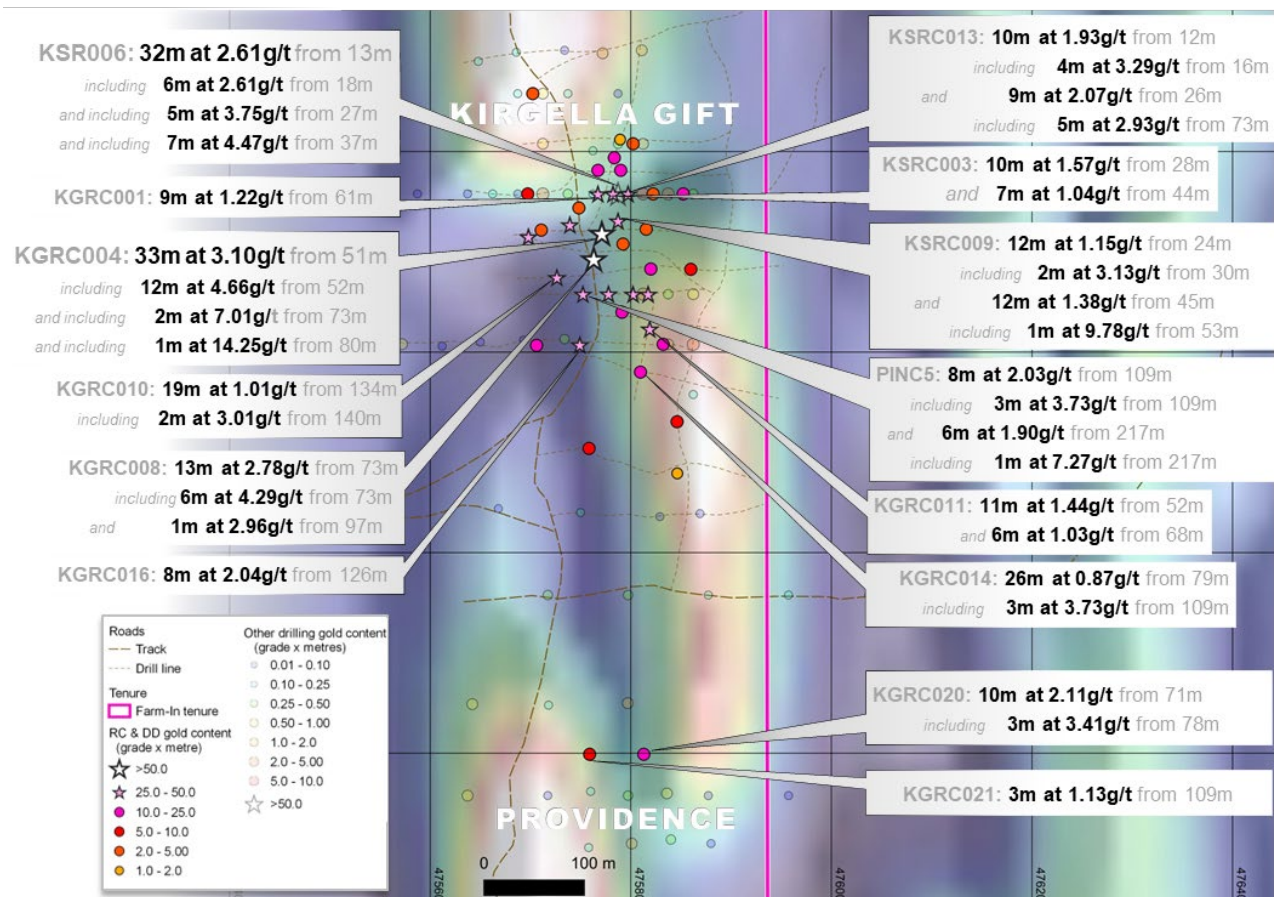 KSR006: 32m at 2.61g/t from 13m
including 6m at 2.61g/t from 18m
and including 5m at 3.75g/t from 27m
and including 7m at 4.47g/t from 37m
KGRC001: 9m at 1.22g/t from 61m
KGRC004: 33m at 3.10g/t from 51m
including 12m at 4.66g/t from 52m
and including 2m at 7.01g/t from 73m
and including 1m at 14.25g/t from 80m
KGRC010: 19m at 1.01g/t from 134m
including 2m at 3.01g/t from 140m
KGRC008: 13m at 2.78g/t from 73m
including 6m at 4.29g/t from 73m
and 1m at 2.96g/t from 97m
KGRC016: 8m at 2.04g/t from 126m
KIRGELLA GIFT
KSRC013: 10m at 1.93g/t from 12m
including 4m at 3.29g/t from 16m
and 9m at 2.07g/t from 26m
including 5m at 2.93g/t from 73m
KSRC003: 10m at 1.57g/t from 28m
and 7m at 1.04g/t from 44m
KSRC009: 12m at 1.15g/t from 24m
including 2m at 3.13g/t from 30m
and 12m at 1.38g/t from 45m
including 1m at 9.78g/t from 53m
PINC5: 8m at 2.03g/t from 109m
including 3m at 3.73g/t from 109m
and 6m at 1.90g/t from 217m
including 1m at 7.27g/t from 217m
KGRC011: 11m at 1.44g/t from 52m
and 6m at 1.03g/t from 68m
KGRC014: 26m at 0.87g/t from 79m
including 3m at 3.73g/t from 109m
KGRC020: 10m at 2.11g/t from 71m
including 3m at 3.41g/t from 78m
KGRC021: 3m at 1.13g/t from 109m
PROVIDENCE
Roads
Track
Drill line
Tenure
Farm-In tenure
RC & DD gold content
(grade x metre)
>50.0
25.0 - 50.0
10.0 - 25.0
5.0 - 10.0
2.0 - 5.00
1.0 - 2.0
Other drilling gold content
(grade x metres)
0.01 - 0.10
0.10 - 0.25
0.25 - 0.50
0.50 - 1.00
1.0 - 2.0
2.0 - 5.00
5.0 - 10.0
>50.0
0 100 m
47560
47580
47600
47620
47640